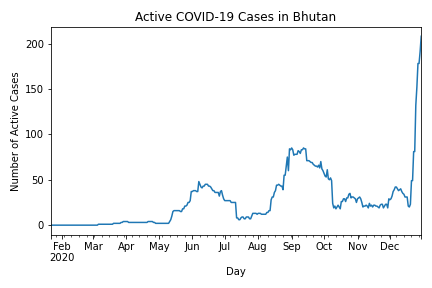 Active COVID-19 Cases in Bhutan
Number of Active Cases
200
150
100
50
0
Feb Mar Apr May Jun Jul Aug Sep Oct Nov Dec
2020
Day